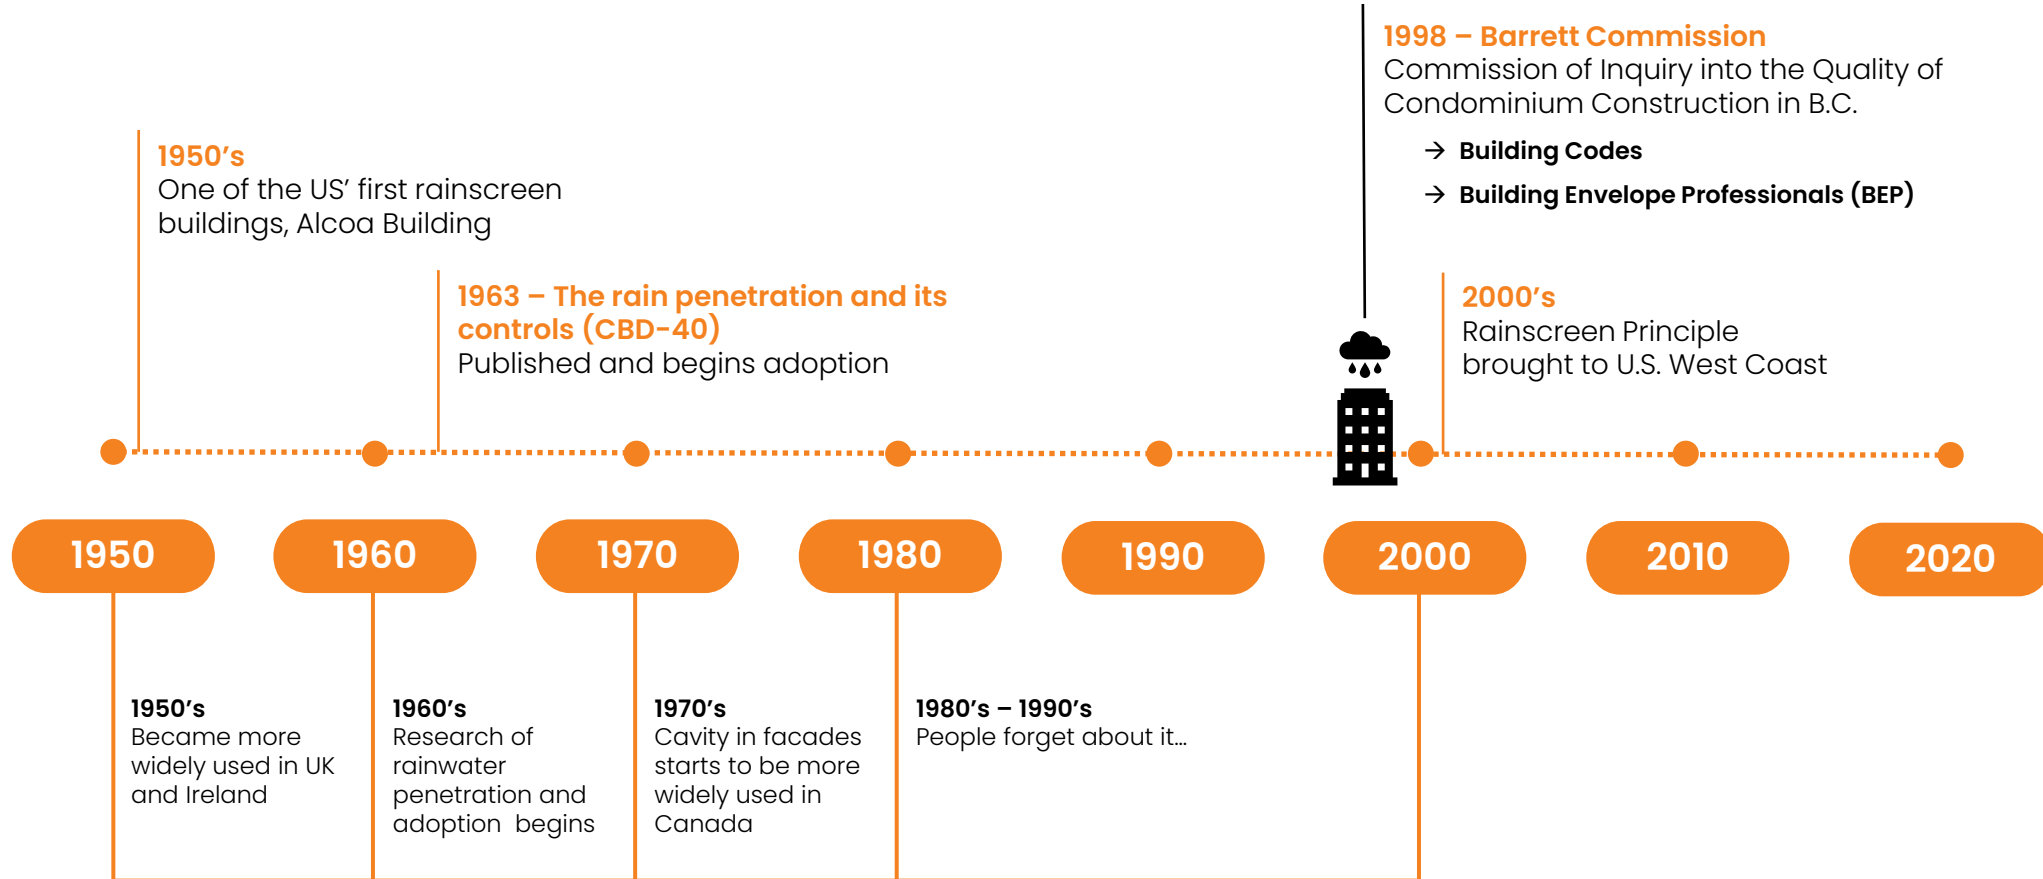 1998 – Barrett Commission
Commission of Inquiry into the Quality of
Condominium Construction in B.C.
→ Building Codes
→ Building Envelope Professionals (BEP)
1950’s
One of the US’ first rainscreen
buildings, Alcoa Building
1963 – The rain penetration and its
controls (CBD-40)
Published and begins adoption
2000’s
Rainscreen Principle
brought to U.S. West Coast
1950
1960
1970
1980
1990
2000
2010
2020
1950’s
Became more
widely used in UK
and Ireland
1960’s
Research of
rainwater
penetration and
adoption  begins
1970’s
Cavity in facades
starts to be more
widely used in
Canada
1980’s – 1990’s
People forget about it…